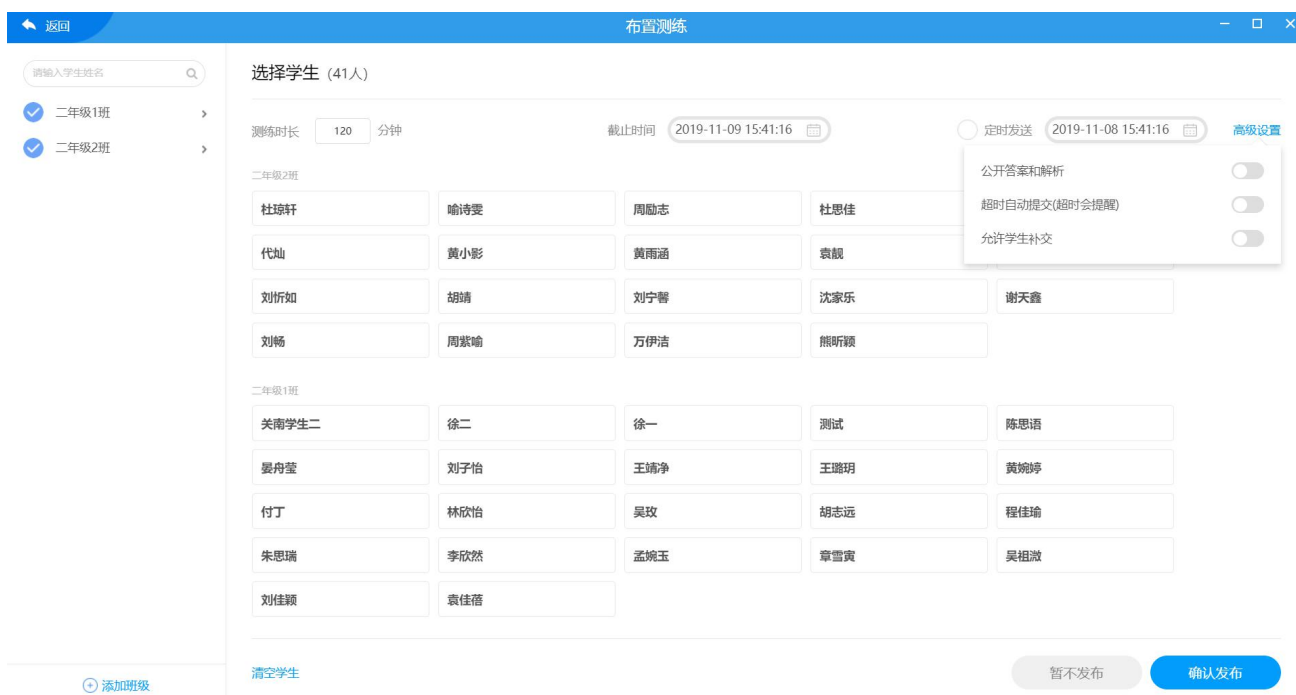 返回
布置测练
请输入学生姓名
二年级1班
二年级2班
添加班级
选择学生 (41人)
测练时长 120 分钟 截止时间 2019-11-09 15:41:16 定时发送 2019-11-08 15:41:16 高级设置
公开答案和解析
超时自动提交(超时会提醒)
允许学生补交
二年级2班
杜琼轩 喻诗雯 周励志 杜思佳
代灿 黄小影 黄雨涵 袁靓
刘忻如 胡靖 刘宁馨 沈家乐 谢天鑫
刘畅 周紫喻 万伊洁 熊昕颖
二年级1班
关南学生二 徐二 徐一 测试 陈思语
晏舟莹 刘子怡 王靖净 王璐玥 黄婉婷
付丁 林欣怡 吴玫 胡志远 程佳瑜
朱思瑞 李欣然 孟婉玉 章雪寅 吴祖溦
刘佳颖 袁佳蓓
清空学生 暂不发布 确认发布